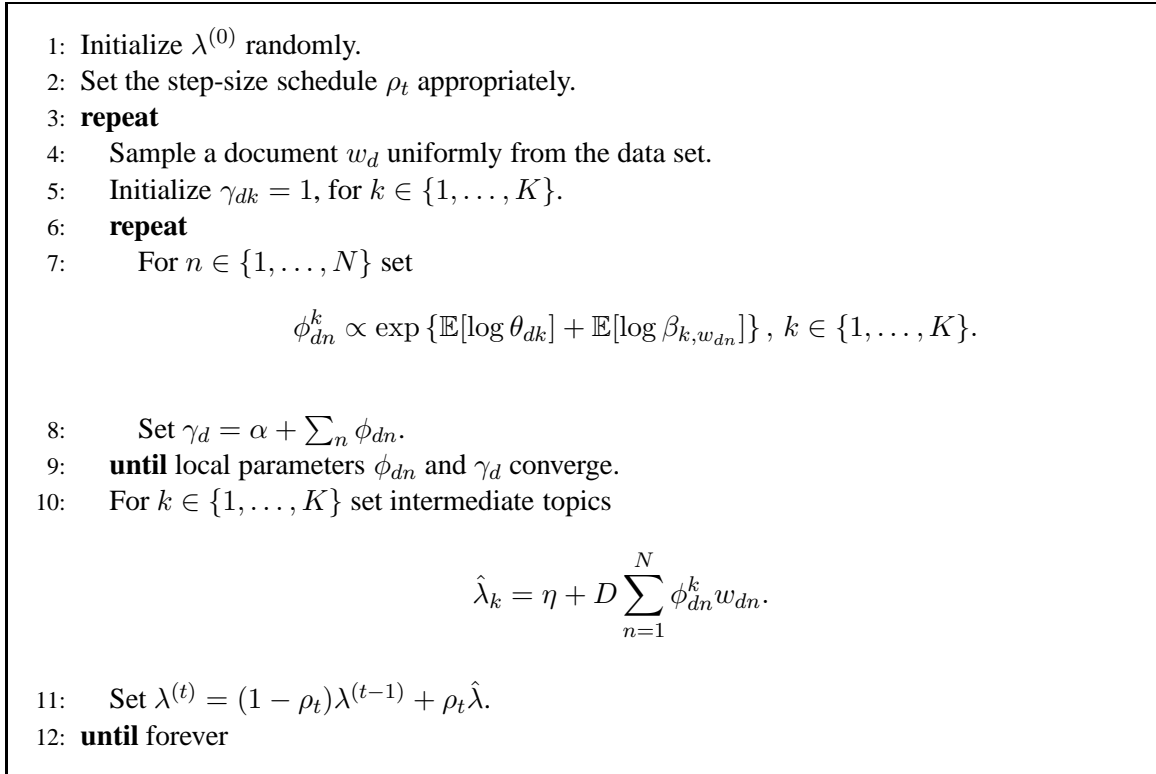 1: Initialize λ^(0) randomly.
2: Set the step-size schedule ρ_t appropriately.
3: repeat
4: Sample a document w_d uniformly from the data set.
5: Initialize γ_dk = 1, for k ∈ {1, . . . , K}.
6: repeat
7: For n ∈ {1, . . . , N} set
ϕ^k_dn ∝ exp {𝔼[log θ_dk] + 𝔼[log β_k,w_dn]} , k ∈ {1, . . . , K}.
8: Set γ_d = α + ∑_n ϕ_dn.
9: until local parameters ϕ_dn and γ_d converge.
10: For k ∈ {1, . . . , K} set intermediate topics
λ̂_k = η + D ∑_{n=1}^{N} ϕ^k_dn w_dn.
11: Set λ^(t) = (1 − ρ_t)λ^(t−1) + ρ_t λ̂.
12: until forever